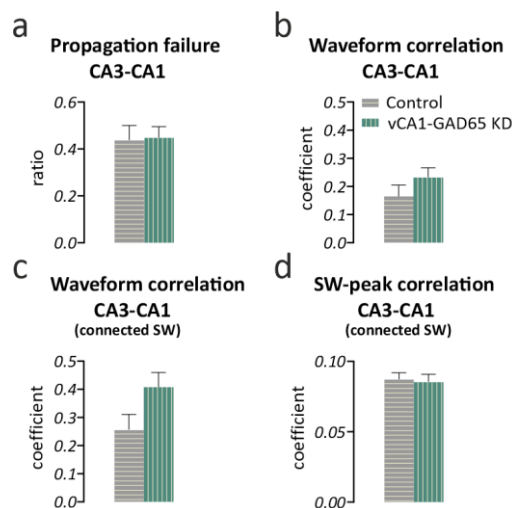 a
Propagation failure
CA3-CA1
0.6
0.4
0.2
0.0
ratio
b
Waveform correlation
CA3-CA1
Control
vCA1-GAD65 KD
0.5
0.4
0.3
0.2
0.1
0.0
coefficient
c
Waveform correlation
CA3-CA1
(connected SW)
0.5
0.4
0.3
0.2
0.1
0.0
coefficient
d
SW-peak correlation
CA3-CA1
(connected SW)
0.10
0.05
0.00
coefficient